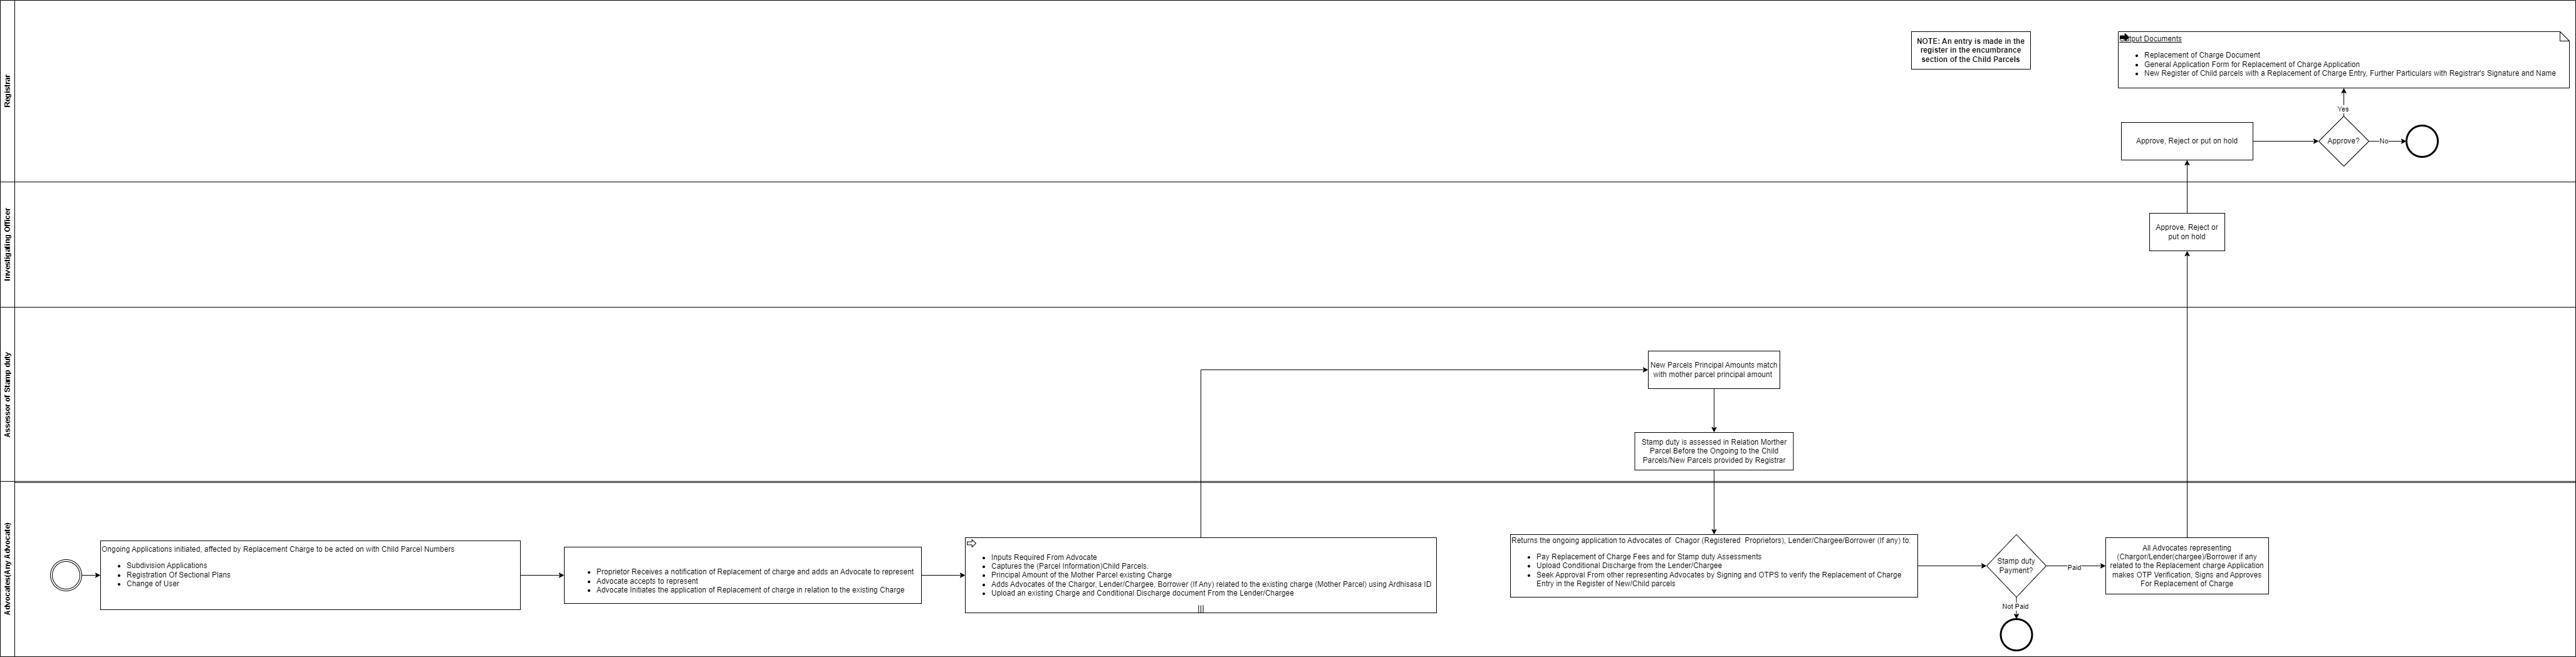 Registrar
NOTE: An entry is made in the
register in the encumbrance
section of the Child Parcels
Output Documents
Replacement of Charge Document
General Application Form for Replacement of Charge Application
New Register of Child parcels with a Replacement of Charge Entry, Further Particulars with Registrar's Signature and Name
Yes
Approve, Reject or put on hold
Approve?
No
Investigating Officer
Approve, Reject or
put on hold
Assessor of Stamp duty
New Parcels Principal Amounts match
with mother parcel principal amount
Stamp duty is assessed in Relation Morther
Parcel Before the Ongoing to the Child
Parcels/New Parcels provided by Registrar
Advocates(Any Advocate)
Ongoing Applications initiated, affected by Replacement Charge to be acted on with Child Parcel Numbers
Subdivision Applications
Registration Of Sectional Plans
Change of User
Proprietor Receives a notification of Replacement of charge and adds an Advocate to represent
Advocate accepts to represent
Advocate Initiates the application of Replacement of charge in relation to the existing Charge
Inputs Required From Advocate
Captures the (Parcel Information)Child Parcels.
Principal Amount of the Mother Parcel existing Charge
Adds Advocates of the Chargor, Lender/Chargee, Borrower (If Any) related to the existing charge (Mother Parcel) using Ardhisasa ID
Upload an existing Charge and Conditional Discharge document From the Lender/Chargee
Returns the ongoing application to Advocates of Chagor (Registered Proprietors), Lender/Chargee/Borrower (If any) to:
Pay Replacement of Charge Fees and for Stamp duty Assessments
Upload Conditional Discharge from the Lender/Chargee
Seek Approval From other representing Advocates by Signing and OTPS to verify the Replacement of Charge
Entry in the Register of New/Child parcels
Stamp duty
Payment?
Paid
Not Paid
All Advocates representing
(Chargor/Lender(chargee)/Borrower if any
related to the Replacement charge Application
makes OTP Verification, Signs and Approves
For Replacement of Charge